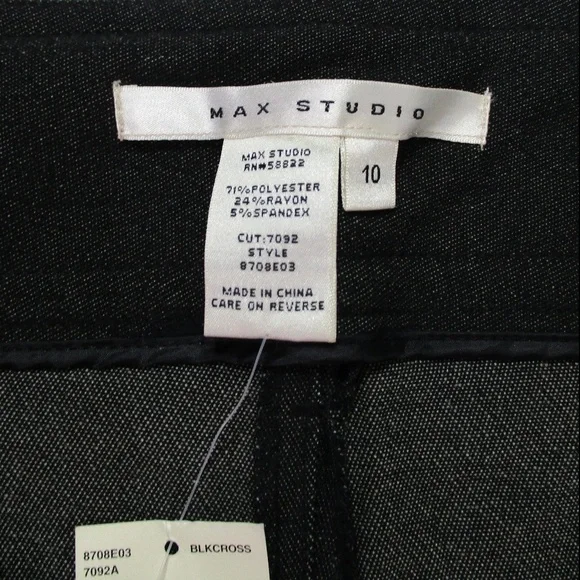 MAX STUDIO
MAX STUDIO
RN#58822
71%POLYESTER
24%RAYON
5%SPANDEX
CUT:7092
STYLE
8708E03
MADE IN CHINA
CARE ON REVERSE
10
8708E03 BLKCROSS
7092A